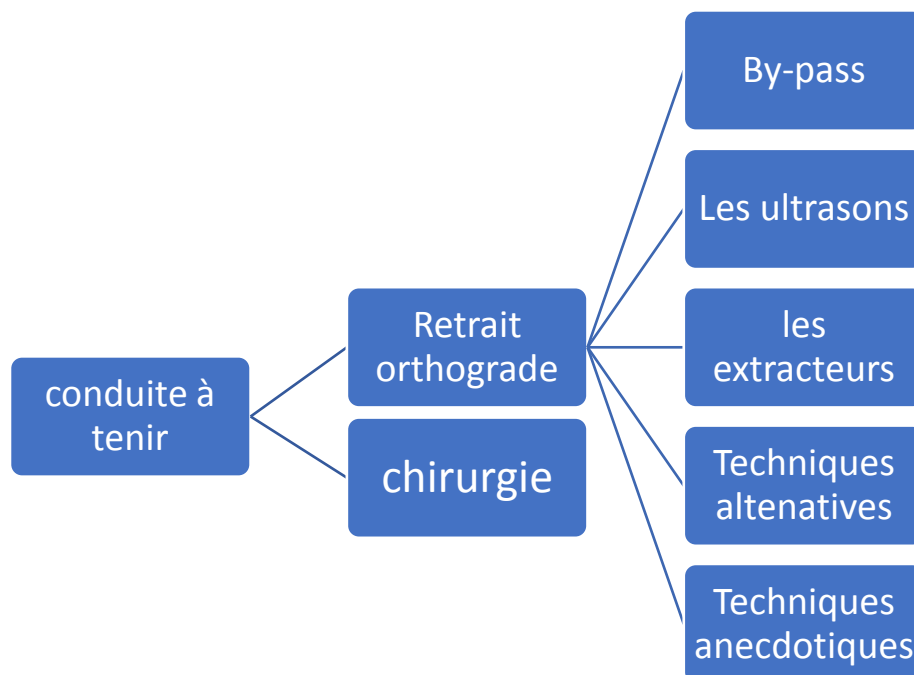 conduite à
tenir
Retrait
orthograde
chirurgie
By-pass
Les ultrasons
les
extracteurs
Techniques
altenatives
Techniques
anecdotiques